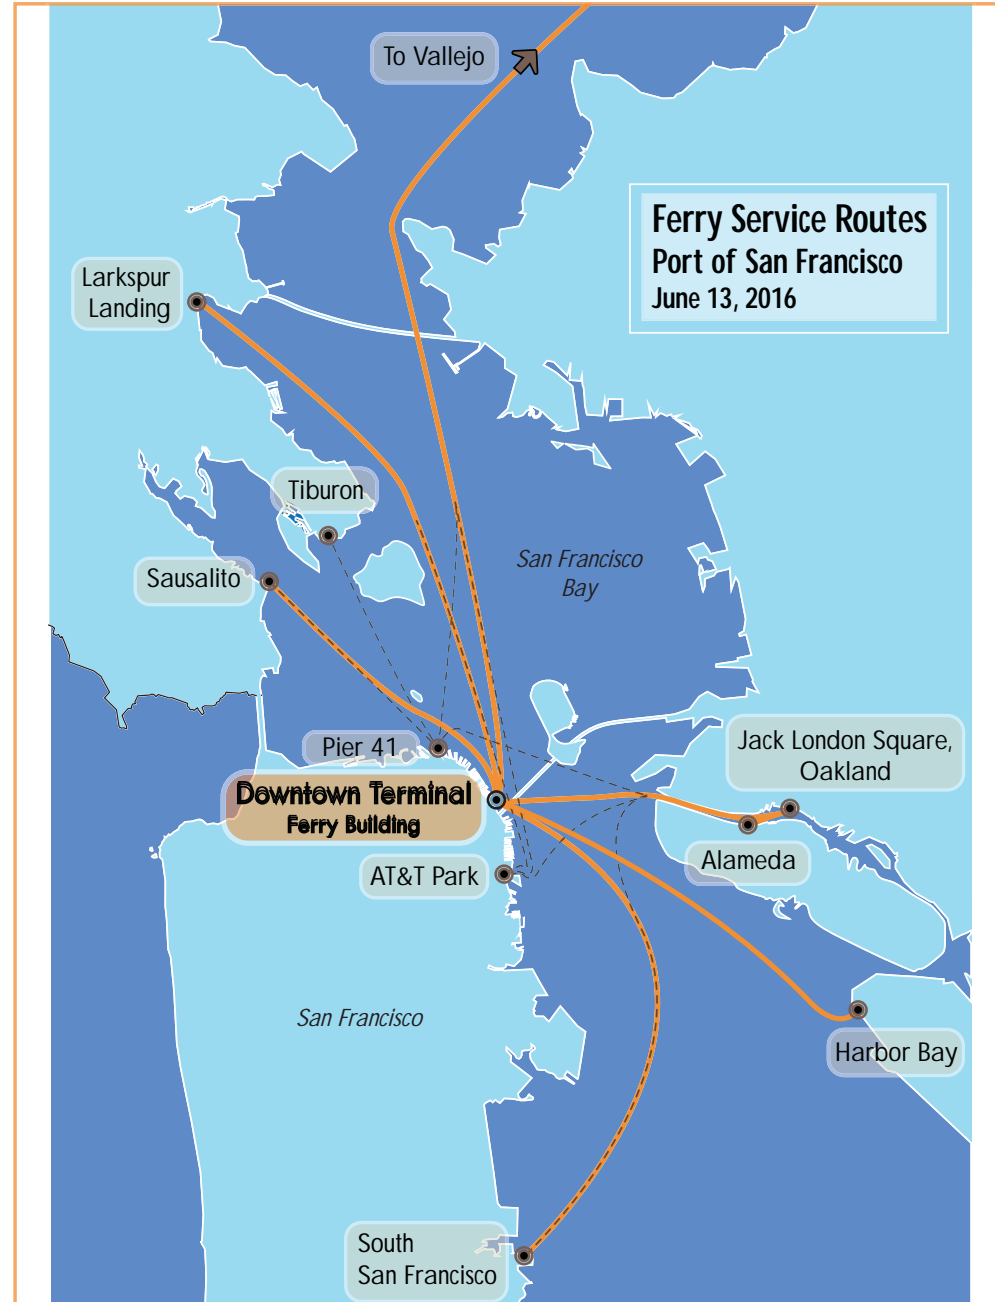 To Vallejo
Ferry Service Routes
Port of San Francisco
June 13, 2016
Larkspur
Landing
Tiburon
San Francisco
Bay
Sausalito
Pier 41
Jack London Square,
Oakland
Downtown Terminal
Ferry Building
Alameda
AT&T Park
San Francisco
Harbor Bay
South
San Francisco